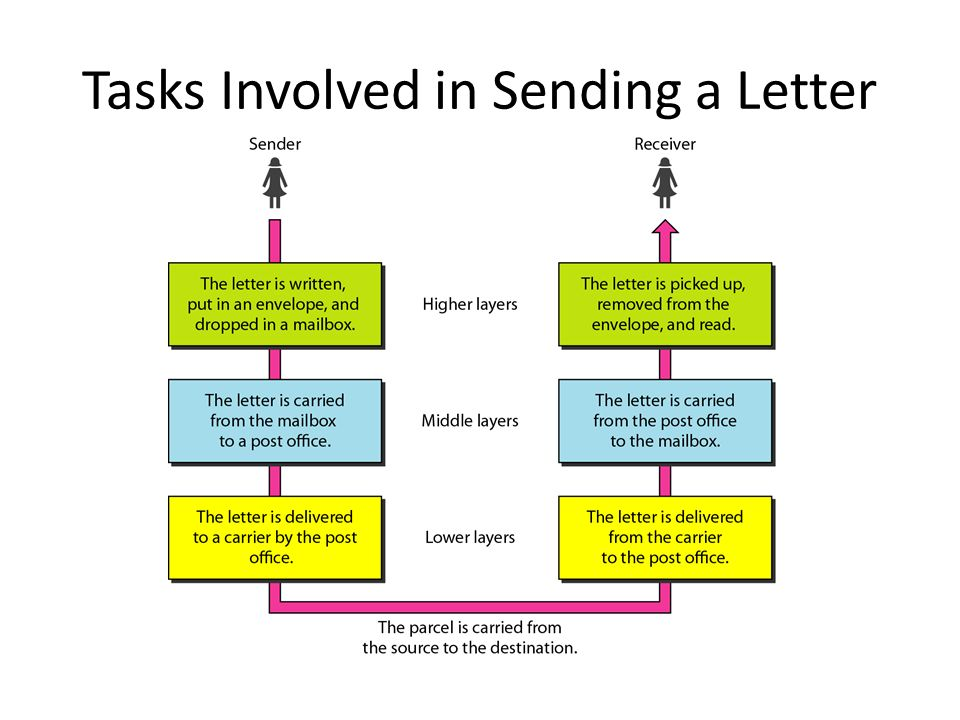 Tasks Involved in Sending a Letter
Sender
Receiver
The letter is written,
put in an envelope, and
dropped in a mailbox.
Higher layers
The letter is picked up,
removed from the
envelope, and read.
The letter is carried
from the mailbox
to a post office.
Middle layers
The letter is carried
from the post office
to the mailbox.
The letter is delivered
to a carrier by the post
office.
Lower layers
The letter is delivered
from the carrier
to the post office.
The parcel is carried from
the source to the destination.